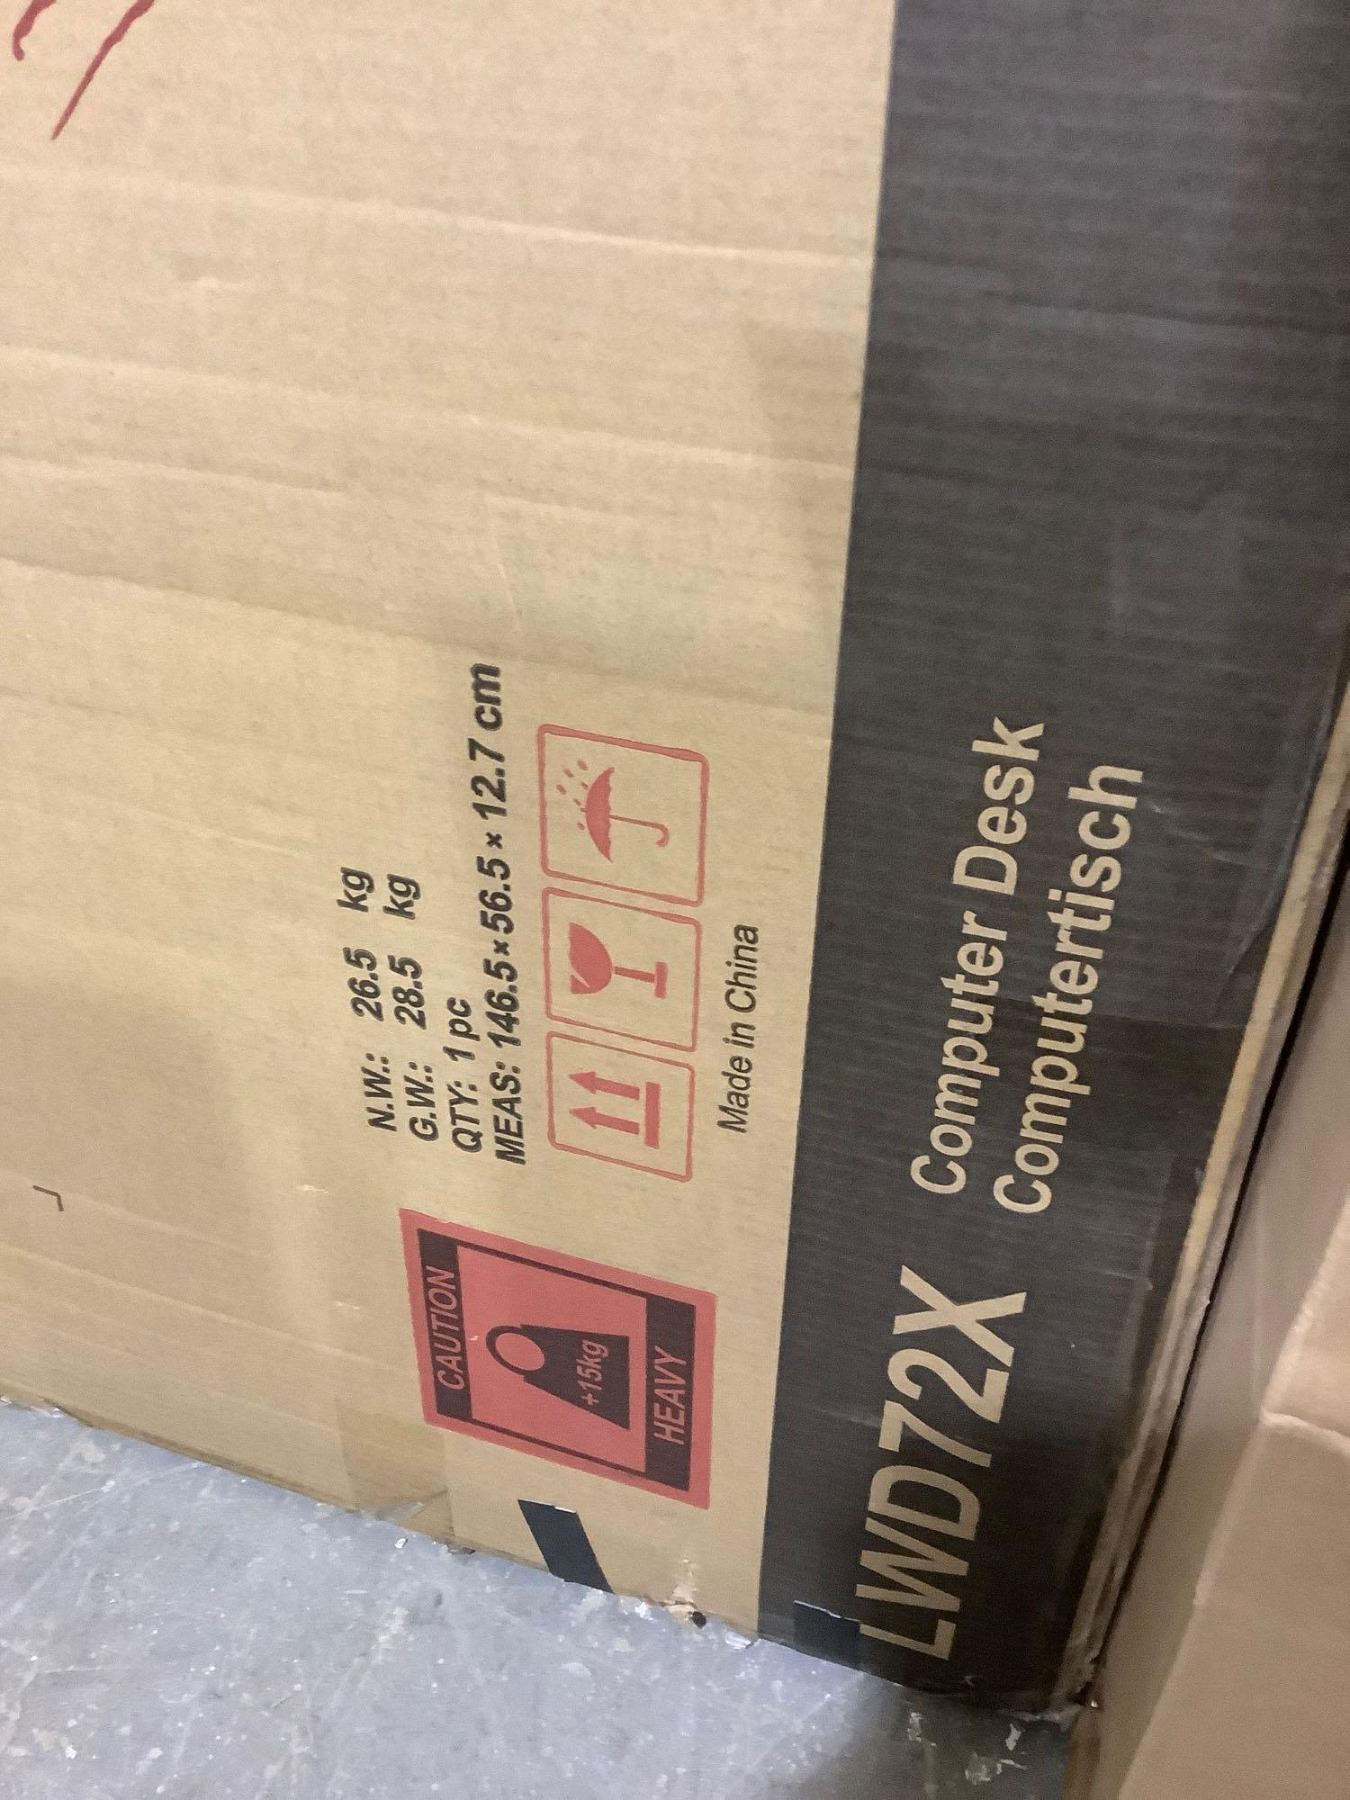 N.W.: 26.5 kg
G.W.: 28.5 kg
QTY: 1 pc
MEAS: 146.5×56.5×12.7 cm
CAUTION
+15kg
HEAVY
Made in China
LWD72X
Computer Desk
Computertisch